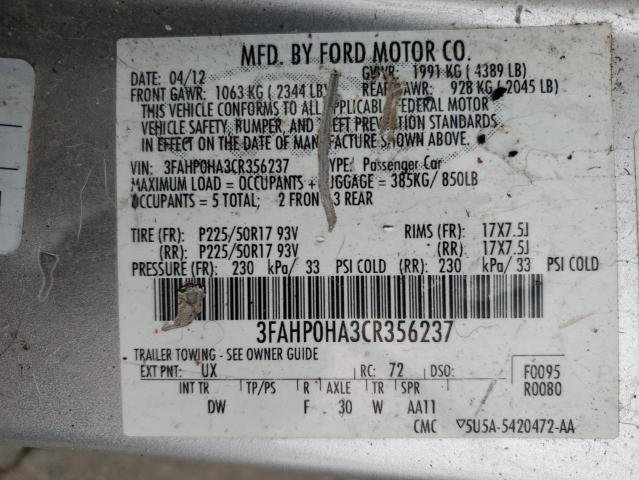 MFD. BY FORD MOTOR CO.
DATE: 04/12 GVWR: 1991 KG ( 4389 LB)
FRONT GAWR: 1063 KG ( 2344 LB) REAR GAWR: 928 KG ( 2045 LB)
THIS VEHICLE CONFORMS TO ALL APPLICABLE FEDERAL MOTOR
VEHICLE SAFETY, BUMPER, AND THEFT PREVENTION STANDARDS
IN EFFECT ON THE DATE OF MANUFACTURE SHOWN ABOVE.
VIN: 3FAHP0HA3CR356237 TYPE: Passenger Car
MAXIMUM LOAD = OCCUPANTS + LUGGAGE = 385KG/ 850LB
OCCUPANTS = 5 TOTAL; 2 FRONT 3 REAR
TIRE (FR): P225/50R17 93V RIMS (FR): 17X7.5J
(RR): P225/50R17 93V (RR): 17X7.5J
PRESSURE (FR): 230 kPa/ 33 PSI COLD (RR): 230 kPa/ 33 PSI COLD
3FAHP0HA3CR356237
TRAILER TOWING - SEE OWNER GUIDE
EXT PNT: UX RC: 72 DSO: F0095
INT TR TP/PS R AXLE TR SPR R0080
DW F 30 W AA11
CMC ▽5U5A-5420472-AA